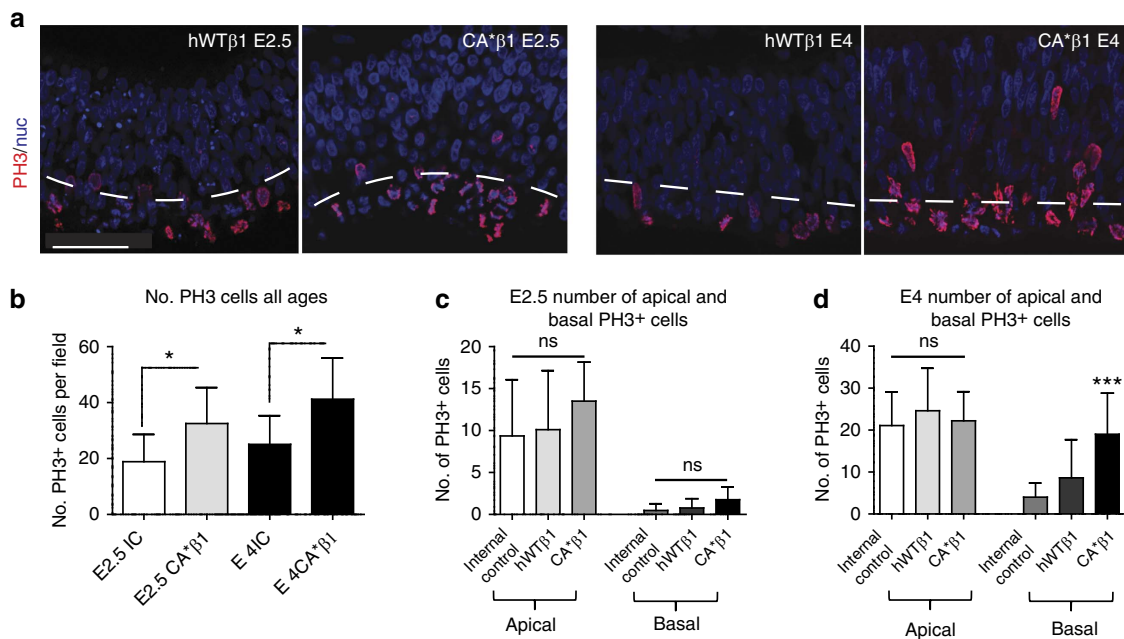 a
hWTβ1 E2.5
CA*β1 E2.5
hWTβ1 E4
CA*β1 E4
PH3/nuc
b
No. PH3 cells all ages
No. PH3+ cells per field
60
40
20
0
*
*
E2.5 IC
E2.5 CA*β1
E 4IC
E 4CA*β1
c
E2.5 number of apical and
basal PH3+ cells
No. of PH3+ cells
20
15
10
5
0
ns
ns
Internal
control
hWTβ1
CA*β1
Internal
control
hWTβ1
CA*β1
Apical
Basal
d
E4 number of apical and
basal PH3+ cells
No. of PH3+ cells
40
30
20
10
0
ns
***
Internal
control
hWTβ1
CA*β1
Internal
control
hWTβ1
CA*β1
Apical
Basal